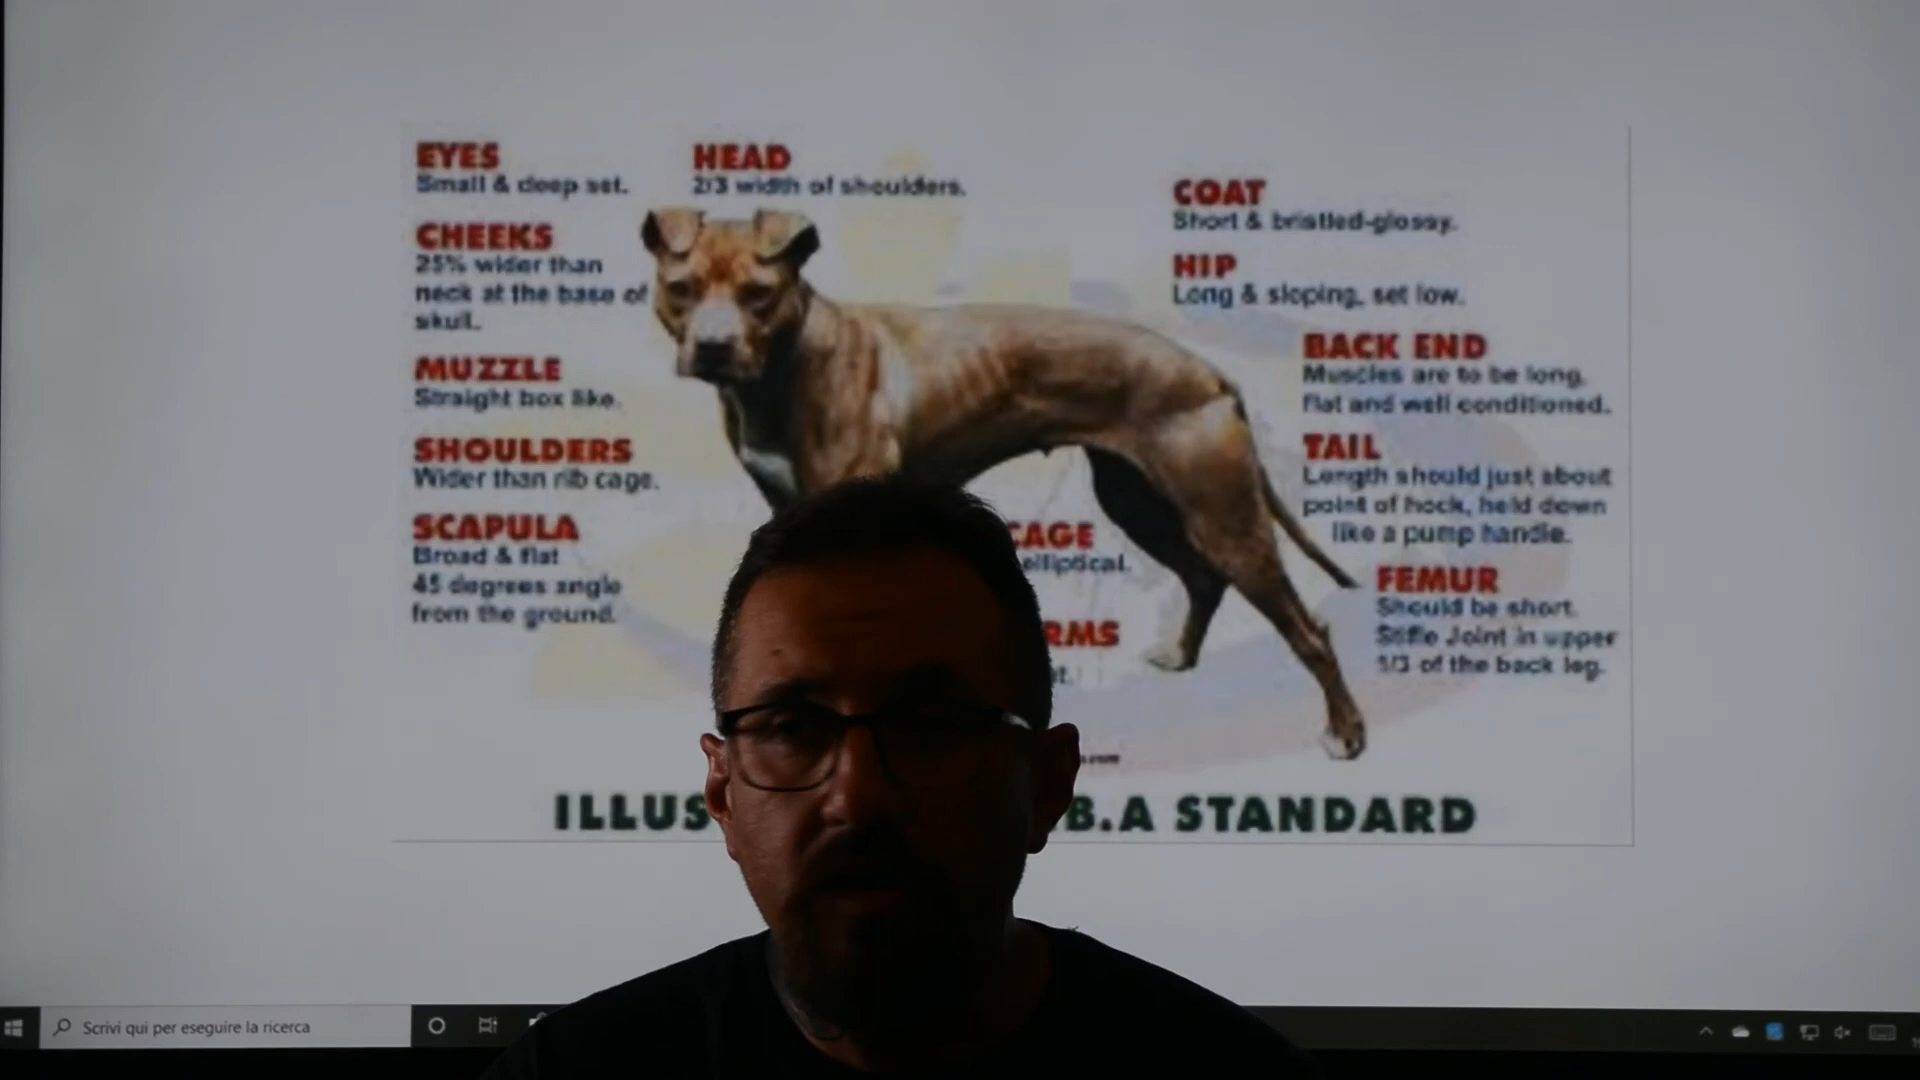 EYES
Small & deep set.
HEAD
2/3 width of shoulders.
COAT
Short & bristled-glossy.
CHEEKS
25% wider than
neck at the base of
skull.
HIP
Long & sloping, set low.
BACK END
Muscles are to be long,
flat and well conditioned.
MUZZLE
Straight box like.
SHOULDERS
Wider than rib cage.
TAIL
Length should just about
point of hock, held down
like a pump handle.
SCAPULA
Broad & flat
45 degrees angle
from the ground.
CAGE
elliptical.
FEMUR
Should be short.
Stifle Joint in upper
1/3 of the back leg.
RMS
.com
ILLUS B.A STANDARD
Scrivi qui per eseguire la ricerca